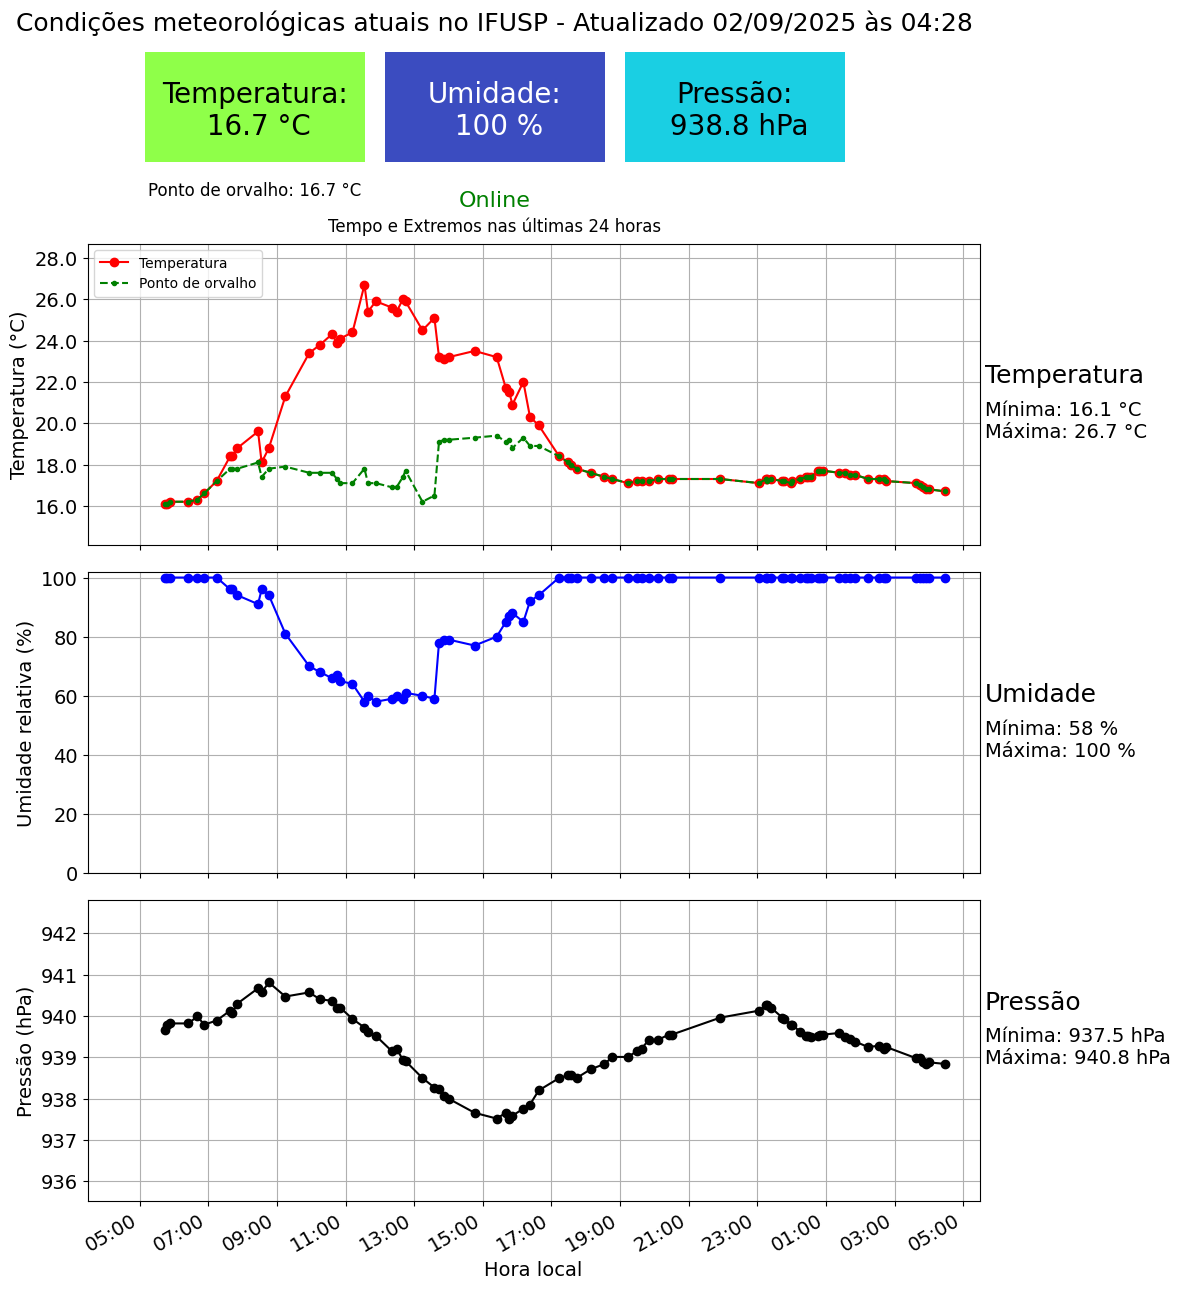 Condições meteorológicas atuais no IFUSP - Atualizado 02/09/2025 às 04:28
Temperatura:
16.7 °C
Umidade:
100 %
Pressão:
938.8 hPa
Ponto de orvalho: 16.7 °C
Online
Tempo e Extremos nas últimas 24 horas
Temperatura
Ponto de orvalho
Temperatura (°C)
28.0
26.0
24.0
22.0
20.0
18.0
16.0
Temperatura
Mínima: 16.1 °C
Máxima: 26.7 °C
Umidade relativa (%)
100
80
60
40
20
0
Umidade
Mínima: 58 %
Máxima: 100 %
Pressão (hPa)
942
941
940
939
938
937
936
Pressão
Mínima: 937.5 hPa
Máxima: 940.8 hPa
05:00 07:00 09:00 11:00 13:00 15:00 17:00 19:00 21:00 23:00 01:00 03:00 05:00
Hora local